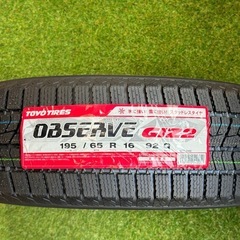 TOYO TIRES
OBSERVE GIZ2
195 / 65 R 16 92 Q